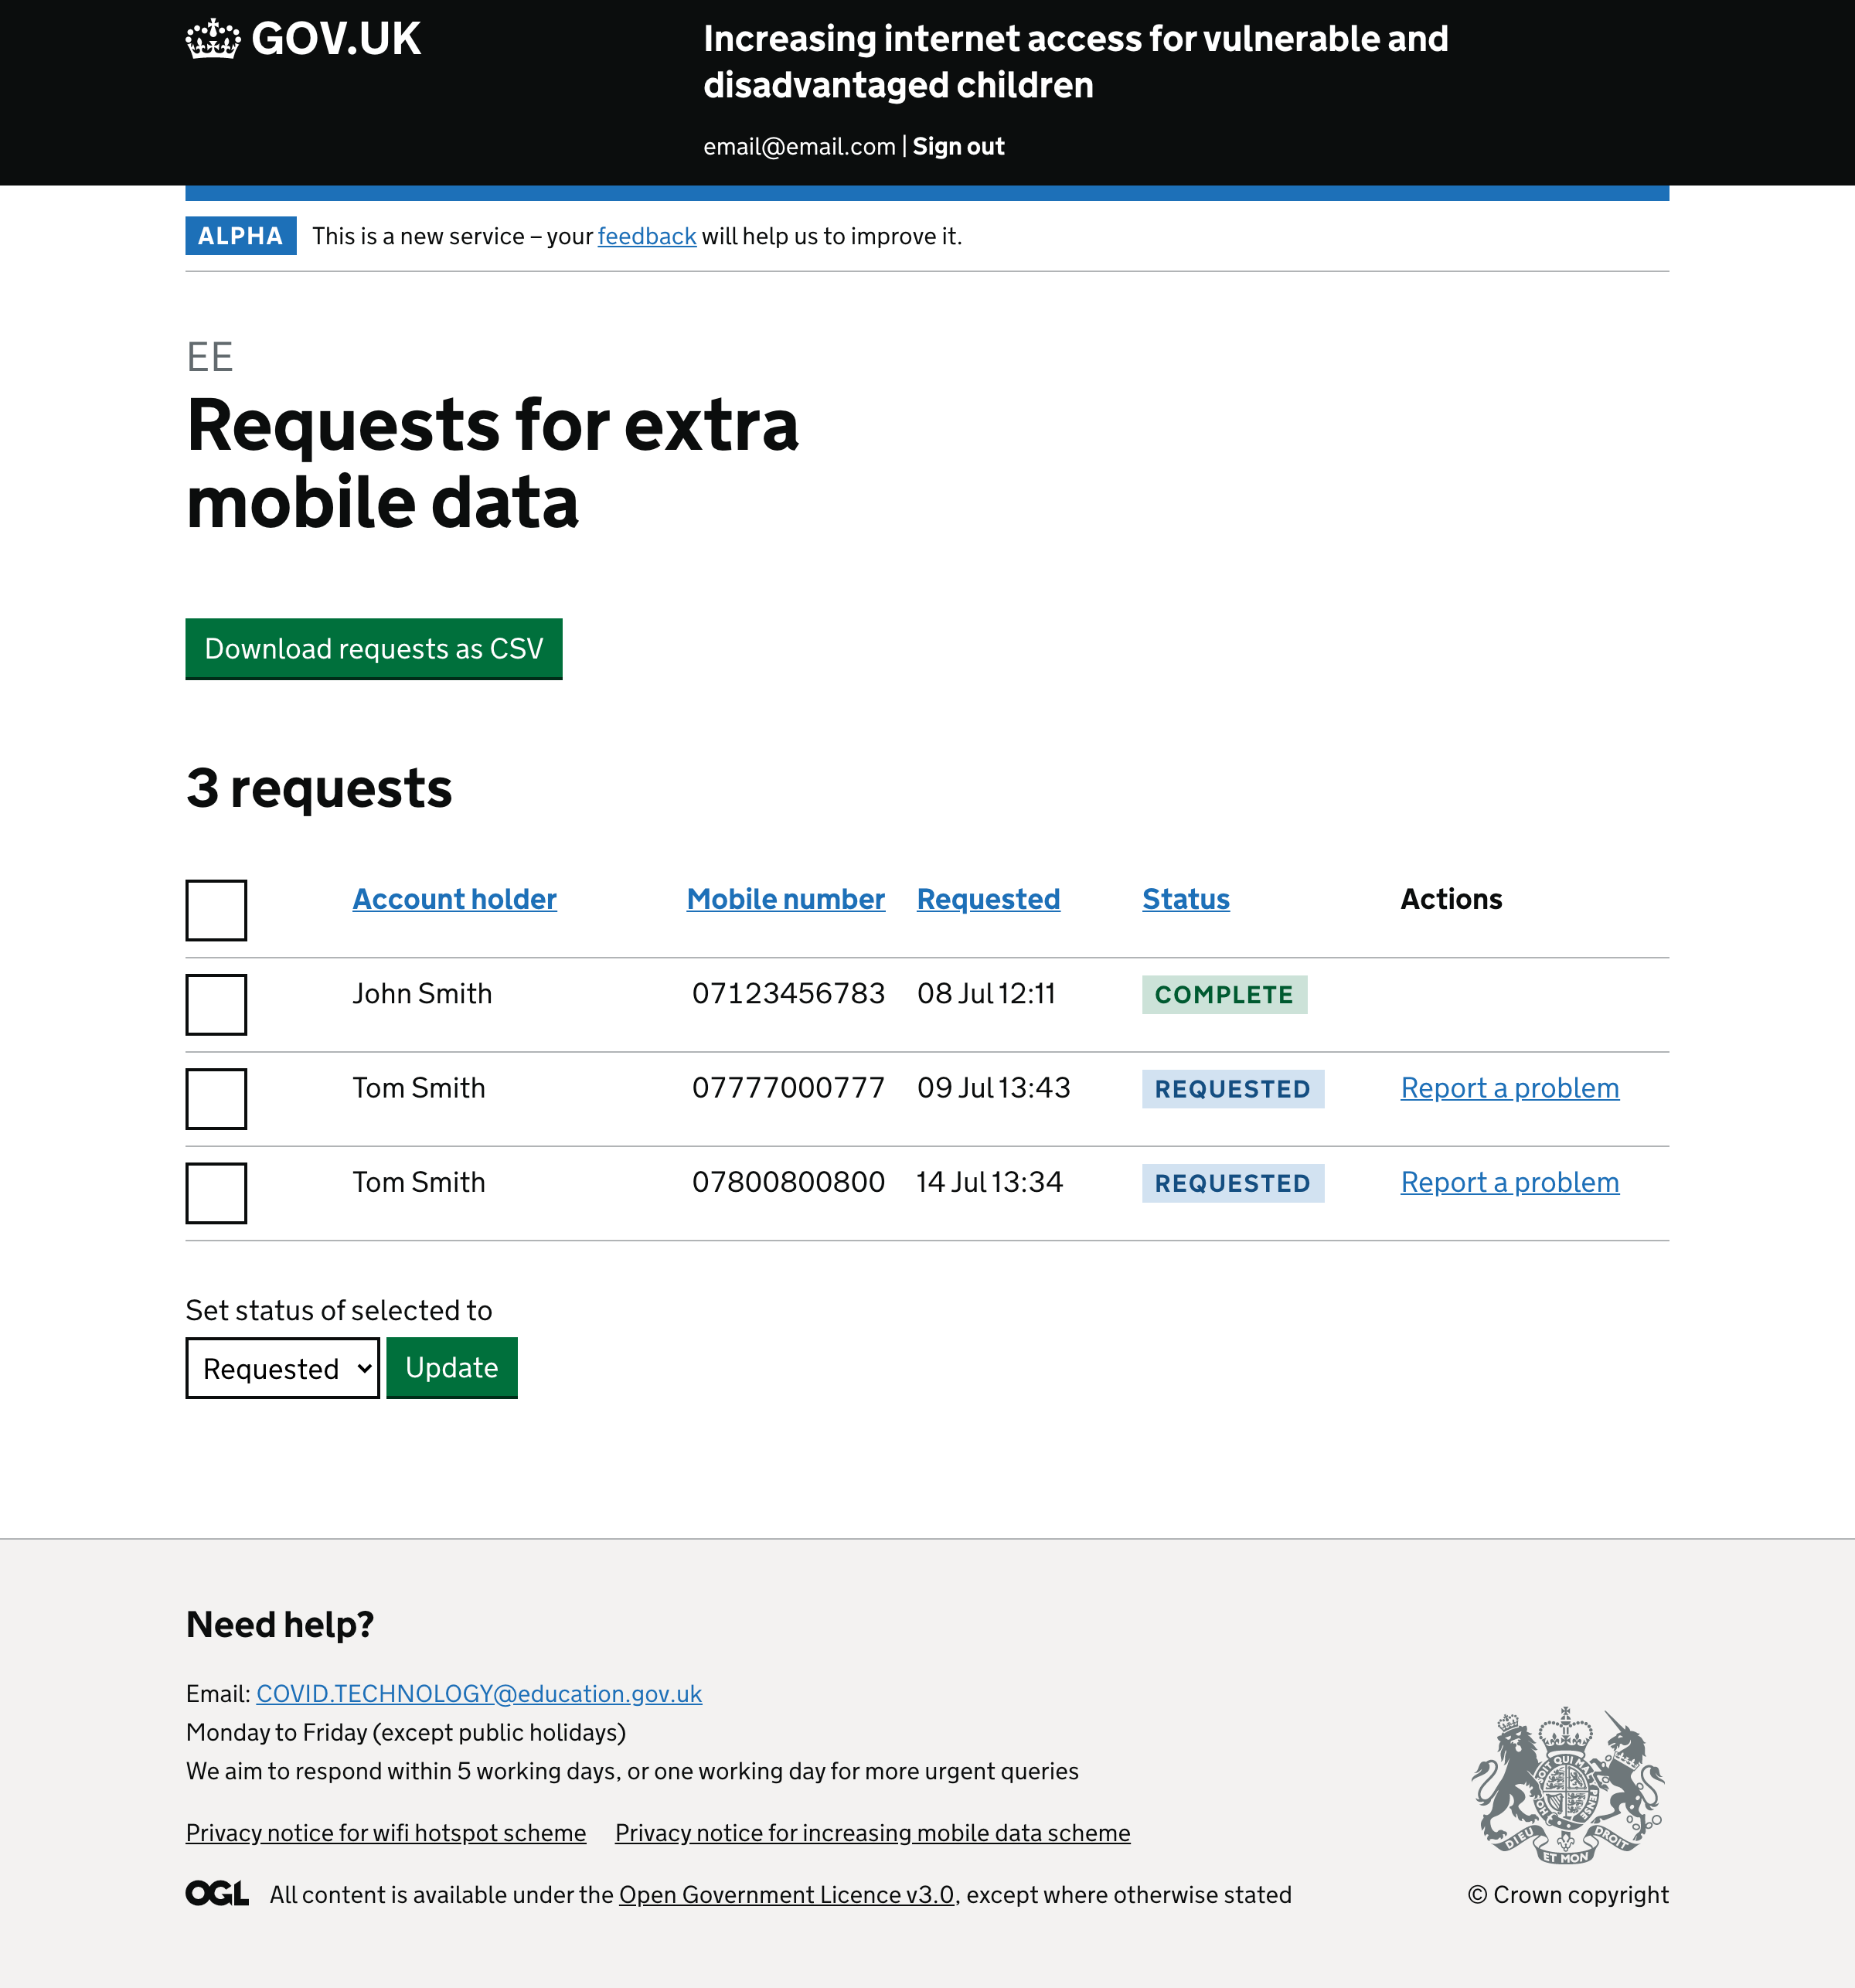 GOV.UK
Increasing internet access for vulnerable and
disadvantaged children
email@email.com | Sign out
ALPHA This is a new service – your feedback will help us to improve it.
EE
Requests for extra
mobile data
Download requests as CSV
3 requests
Account holder Mobile number Requested Status Actions
John Smith 07123456783 08 Jul 12:11 COMPLETE
Tom Smith 07777000777 09 Jul 13:43 REQUESTED Report a problem
Tom Smith 07800800800 14 Jul 13:34 REQUESTED Report a problem
Set status of selected to
Requested Update
Need help?
Email: COVID.TECHNOLOGY@education.gov.uk
Monday to Friday (except public holidays)
We aim to respond within 5 working days, or one working day for more urgent queries
Privacy notice for wifi hotspot scheme Privacy notice for increasing mobile data scheme
DIEU ET MON DROIT
OGL All content is available under the Open Government Licence v3.0, except where otherwise stated
© Crown copyright